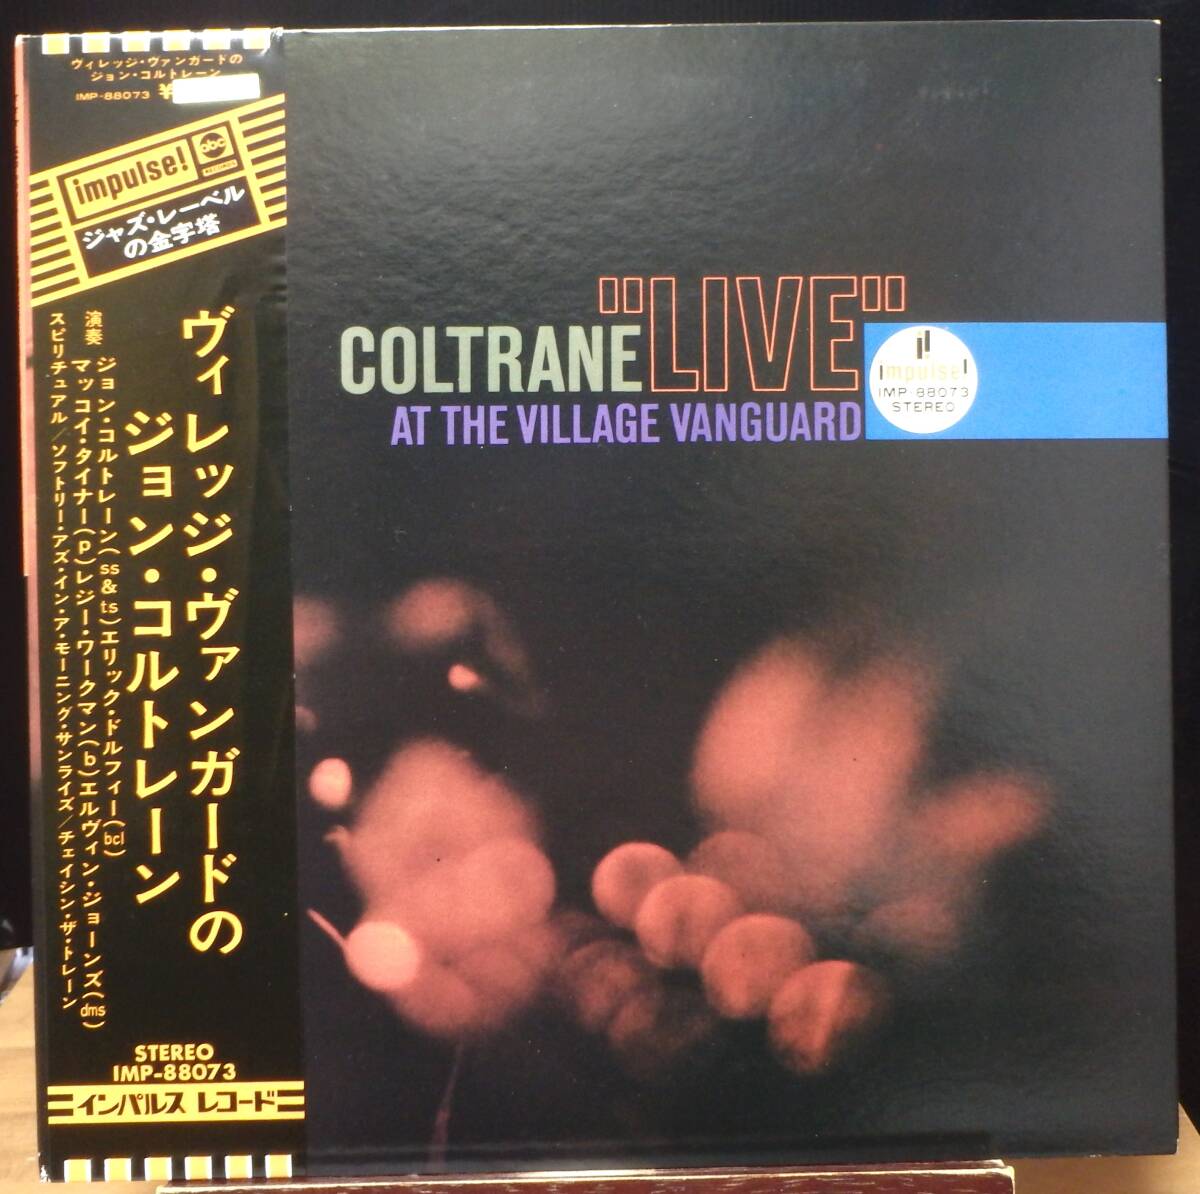 ヴィレッジ・ヴァンガードの
ジョン・コルトレーン
IMP-88073 ¥
impulse!
abc
RECORDS
ジャズ・レーベル
の金字塔
ヴィレッジ・ヴァンガードの
ジョン・コルトレーン
演奏
ジョン・コルトレーン(ss&ts)エリック・ドルフィー(bcl)
マッコイ・タイナー(p)レジー・ワークマン(b)エルヴィン・ジョーンズ(dms)
スピリチュアル/ソフトリー・アズ・イン・ア・モーニング・サンライズ/チェイシン・ザ・トレーン
STEREO
IMP-88073
インパルス レコード
COLTRANE "LIVE"
AT THE VILLAGE VANGUARD
impulse!
IMP-88073
STEREO